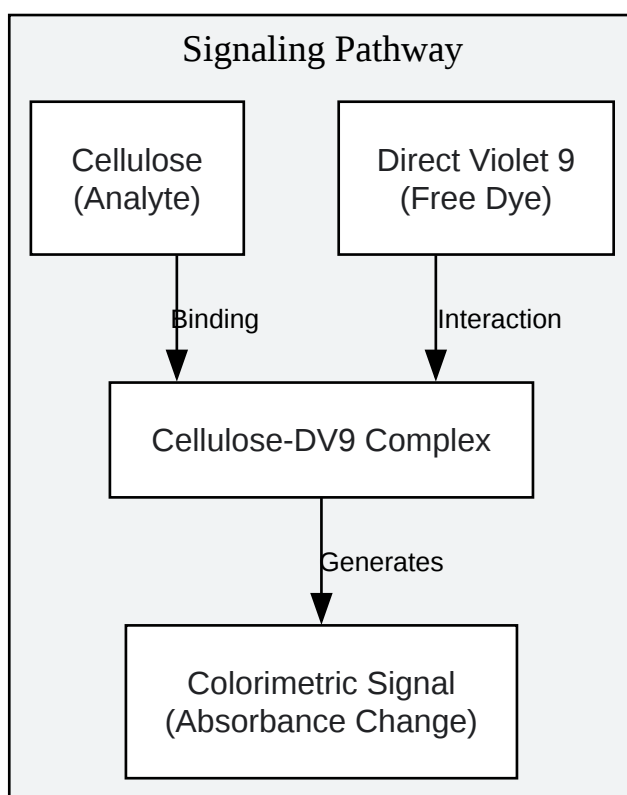 Signaling Pathway
Cellulose
(Analyte)
Direct Violet 9
(Free Dye)
Binding
Interaction
Cellulose-DV9 Complex
Generates
Colorimetric Signal
(Absorbance Change)